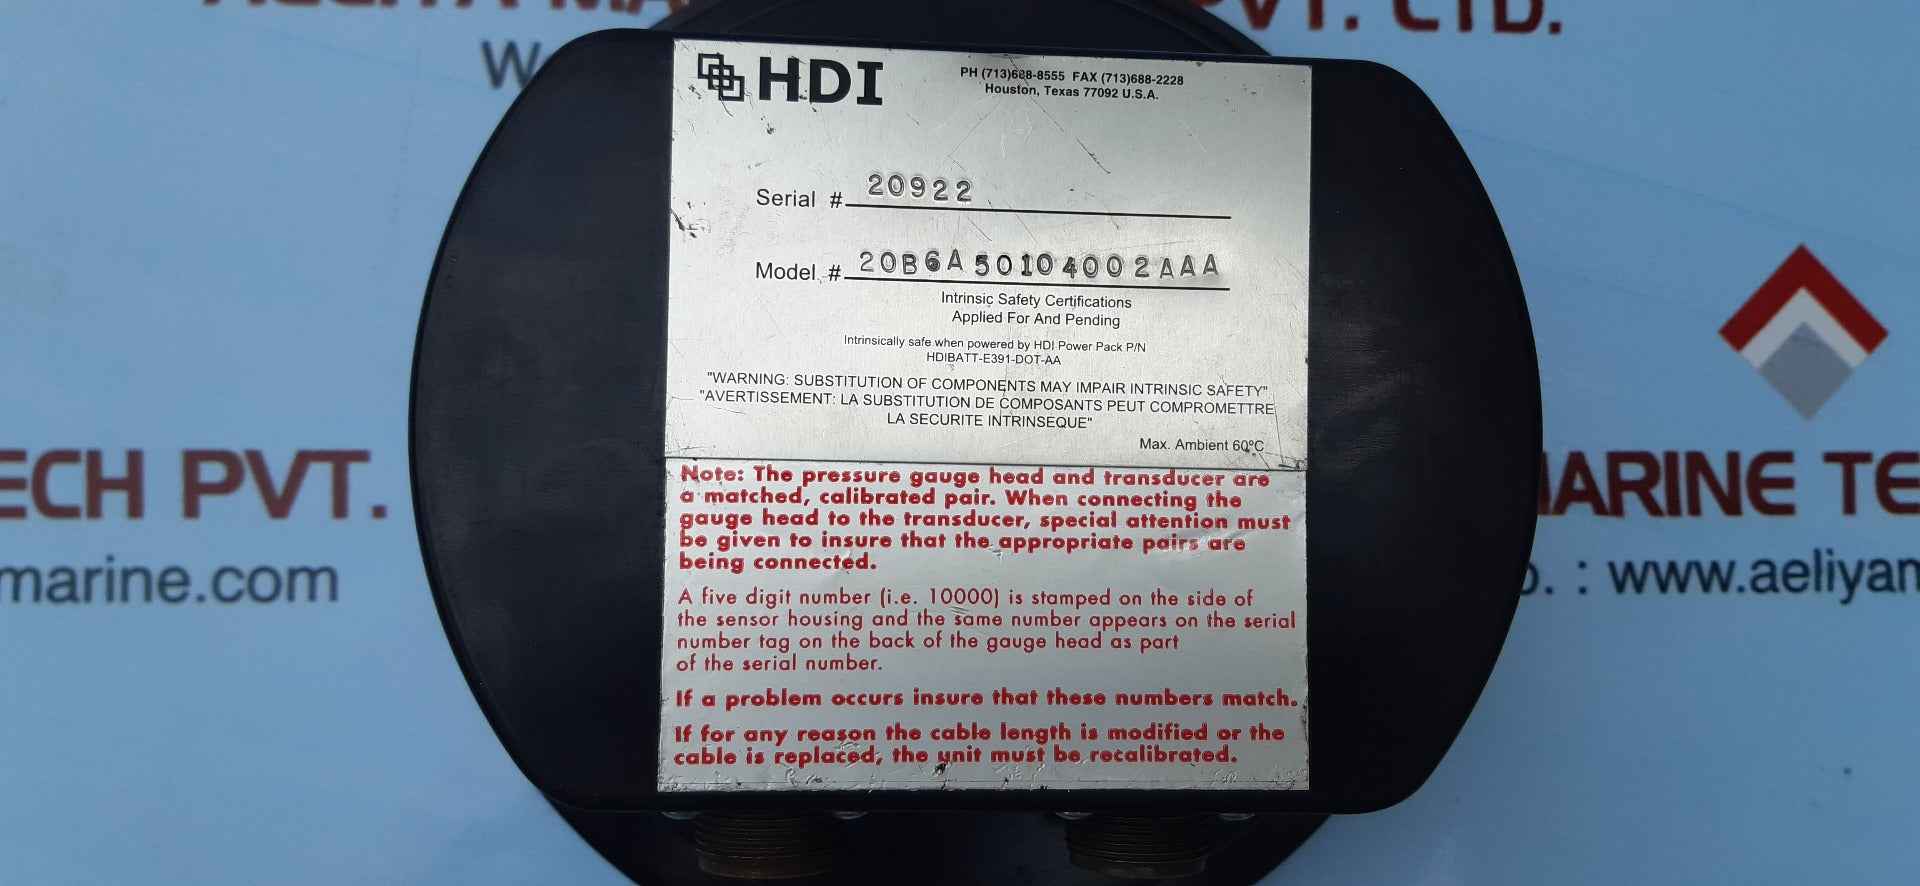 PVT. LTD.
HDI
PH (713)688-8555 FAX (713)688-2228
Houston, Texas 77092 U.S.A.
Serial # 20922
Model # 20B6A50104002AAA
Intrinsic Safety Certifications
Applied For And Pending
Intrinsically safe when powered by HDI Power Pack P/N
HDIBATT-E391-DOT-AA
"WARNING: SUBSTITUTION OF COMPONENTS MAY IMPAIR INTRINSIC SAFETY"
"AVERTISSEMENT: LA SUBSTITUTION DE COMPOSANTS PEUT COMPROMETTRE
LA SECURITE INTRINSEQUE"
Max. Ambient 60ºC
Note: The pressure gauge head and transducer are
a matched, calibrated pair. When connecting the
gauge head to the transducer, special attention must
be given to insure that the appropriate pairs are
being connected.
A five digit number (i.e. 10000) is stamped on the side of
the sensor housing and the same number appears on the serial
number tag on the back of the gauge head as part
of the serial number.
If a problem occurs insure that these numbers match.
If for any reason the cable length is modified or the
cable is replaced, the unit must be recalibrated.
ECH PVT.
marine.com
MARINE TE
. : www.aeliyam